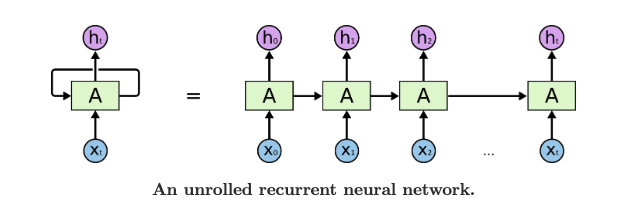 hₜ h₀ h₁ h₂ hₜ
A = A A A A
xₜ x₀ x₁ x₂ ... xₜ
An unrolled recurrent neural network.